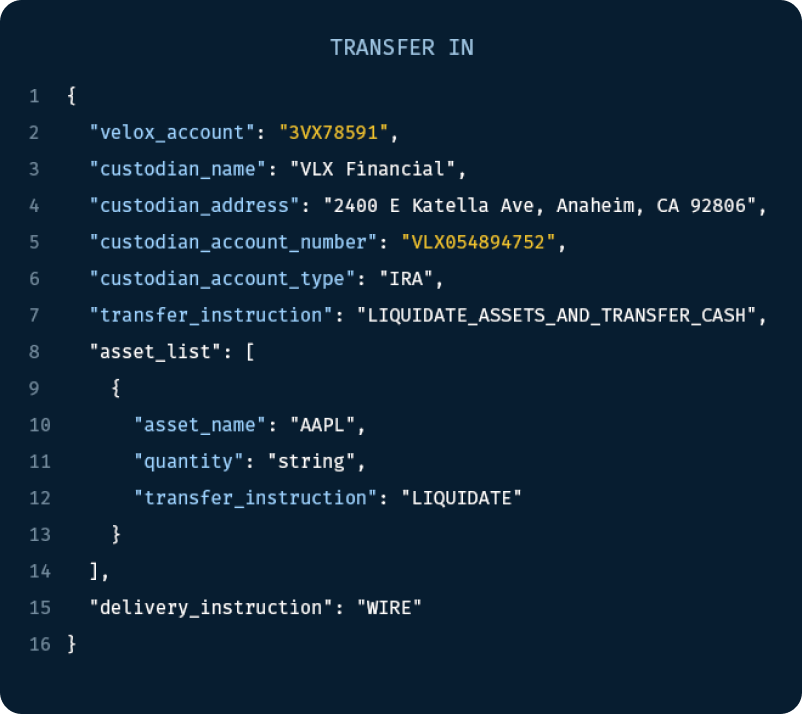 TRANSFER IN
1 {
2 "velox_account": "3VX78591",
3 "custodian_name": "VLX Financial",
4 "custodian_address": "2400 E Katella Ave, Anaheim, CA 92806",
5 "custodian_account_number": "VLX054894752",
6 "custodian_account_type": "IRA",
7 "transfer_instruction": "LIQUIDATE_ASSETS_AND_TRANSFER_CASH",
8 "asset_list": [
9 {
10 "asset_name": "AAPL",
11 "quantity": "string",
12 "transfer_instruction": "LIQUIDATE"
13 }
14 ],
15 "delivery_instruction": "WIRE"
16 }